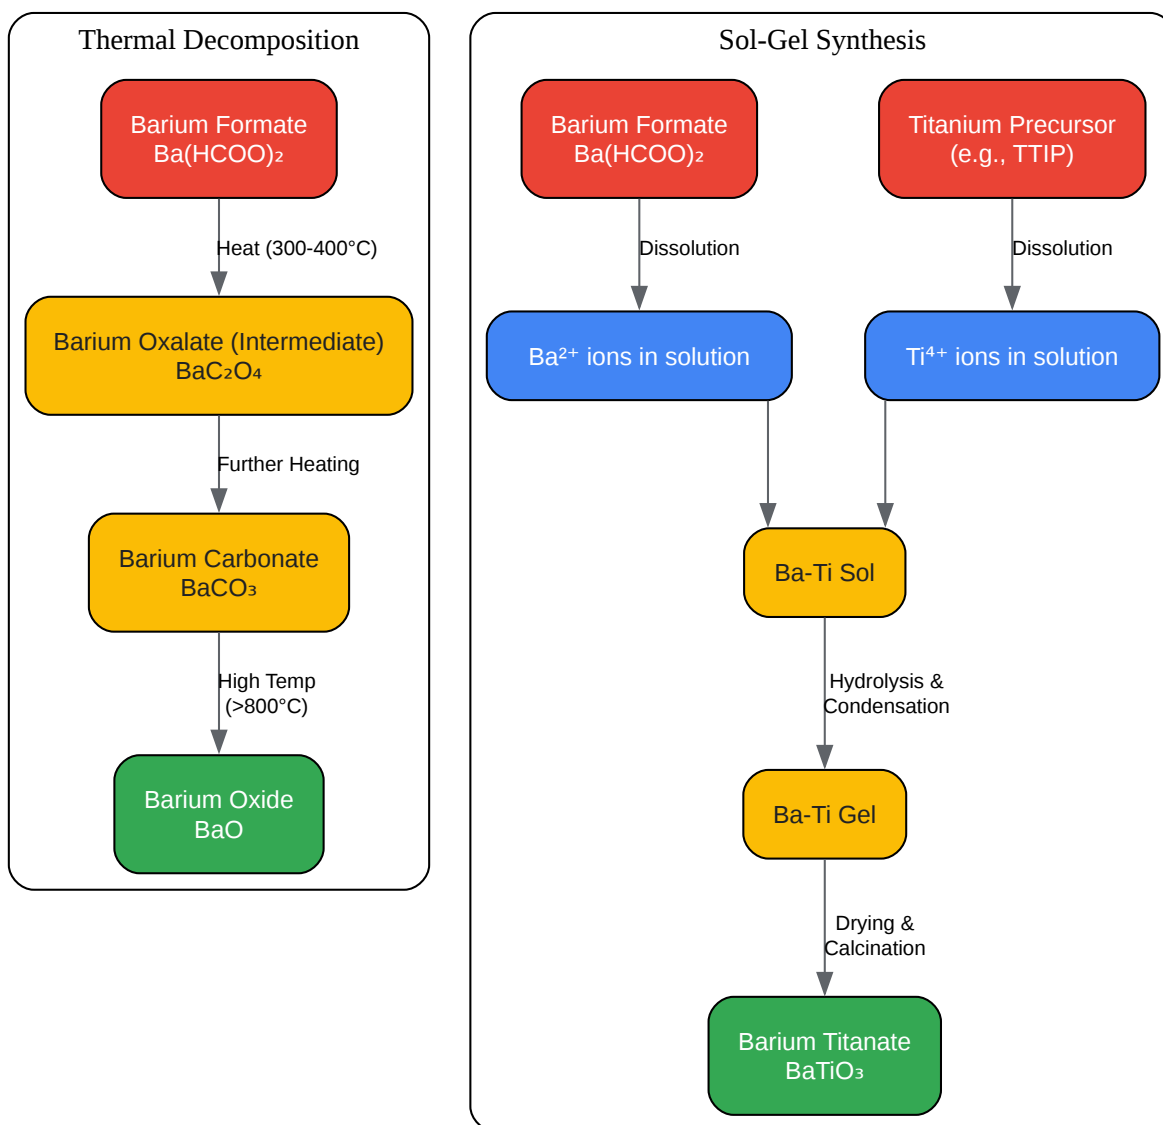 Thermal Decomposition
Barium Formate
Ba(HCOO)₂
Heat (300-400°C)
Barium Oxalate (Intermediate)
BaC₂O₄
Further Heating
Barium Carbonate
BaCO₃
High Temp
(>800°C)
Barium Oxide
BaO
Sol-Gel Synthesis
Barium Formate
Ba(HCOO)₂
Titanium Precursor
(e.g., TTIP)
Dissolution
Dissolution
Ba²⁺ ions in solution
Ti⁴⁺ ions in solution
Ba-Ti Sol
Hydrolysis &
Condensation
Ba-Ti Gel
Drying &
Calcination
Barium Titanate
BaTiO₃